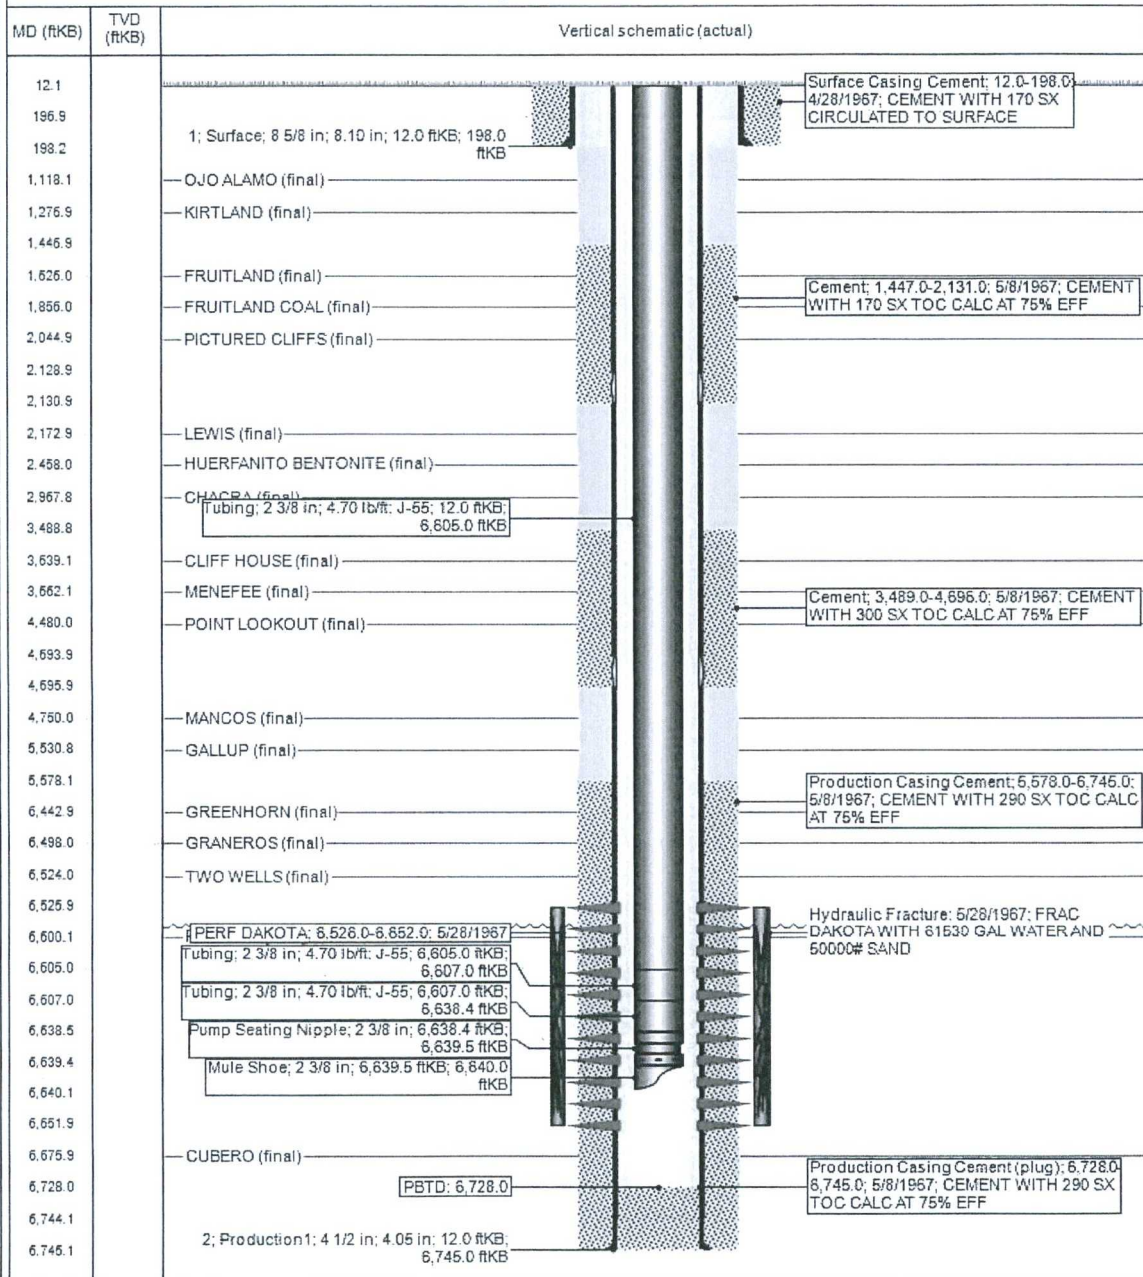 MD (ftKB)
TVD
(ftKB)
Vertical schematic (actual)
12.1
196.9
198.2
1,118.1
1,276.9
1,446.9
1,626.0
1,856.0
2,044.9
2,128.9
2,130.9
2,172.9
2,458.0
2,967.8
3,488.8
3,639.1
3,662.1
4,480.0
4,693.9
4,695.9
4,750.0
5,530.8
5,578.1
6,442.9
6,498.0
6,524.0
6,525.9
6,600.1
6,605.0
6,607.0
6,638.5
6,639.4
6,640.1
6,651.9
6,675.9
6,728.0
6,744.1
6,745.1
Surface Casing Cement; 12.0-198.0;
4/28/1967; CEMENT WITH 170 SX
CIRCULATED TO SURFACE
1; Surface; 8 5/8 in; 8.10 in; 12.0 ftKB; 198.0
ftKB
OJO ALAMO (final)
KIRTLAND (final)
FRUITLAND (final)
Cement; 1,447.0-2,131.0; 5/8/1967; CEMENT
WITH 170 SX TOC CALC AT 75% EFF
FRUITLAND COAL (final)
PICTURED CLIFFS (final)
LEWIS (final)
HUERFANITO BENTONITE (final)
CHACRA (final)
Tubing; 2 3/8 in; 4.70 lb/ft; J-55; 12.0 ftKB;
6,605.0 ftKB
CLIFF HOUSE (final)
MENEFEE (final)
Cement; 3,489.0-4,696.0; 5/8/1967; CEMENT
WITH 300 SX TOC CALC AT 75% EFF
POINT LOOKOUT (final)
MANCOS (final)
GALLUP (final)
Production Casing Cement; 5,578.0-6,745.0;
5/8/1967; CEMENT WITH 290 SX TOC CALC
AT 75% EFF
GREENHORN (final)
GRANEROS (final)
TWO WELLS (final)
Hydraulic Fracture; 5/28/1967; FRAC
DAKOTA WITH 61530 GAL WATER AND
50000# SAND
PERF DAKOTA; 6,526.0-6,652.0; 5/28/1967
Tubing; 2 3/8 in; 4.70 lb/ft; J-55; 6,605.0 ftKB;
6,607.0 ftKB
Tubing; 2 3/8 in; 4.70 lb/ft; J-55; 6,607.0 ftKB;
6,638.4 ftKB
Pump Seating Nipple; 2 3/8 in; 6,638.4 ftKB;
6,639.5 ftKB
Mule Shoe; 2 3/8 in; 6,639.5 ftKB; 6,640.0
ftKB
CUBERO (final)
PBTD; 6,728.0
Production Casing Cement (plug); 6,728.0-
6,745.0; 5/8/1967; CEMENT WITH 290 SX
TOC CALC AT 75% EFF
2; Production1; 4 1/2 in; 4.05 in; 12.0 ftKB;
6,745.0 ftKB